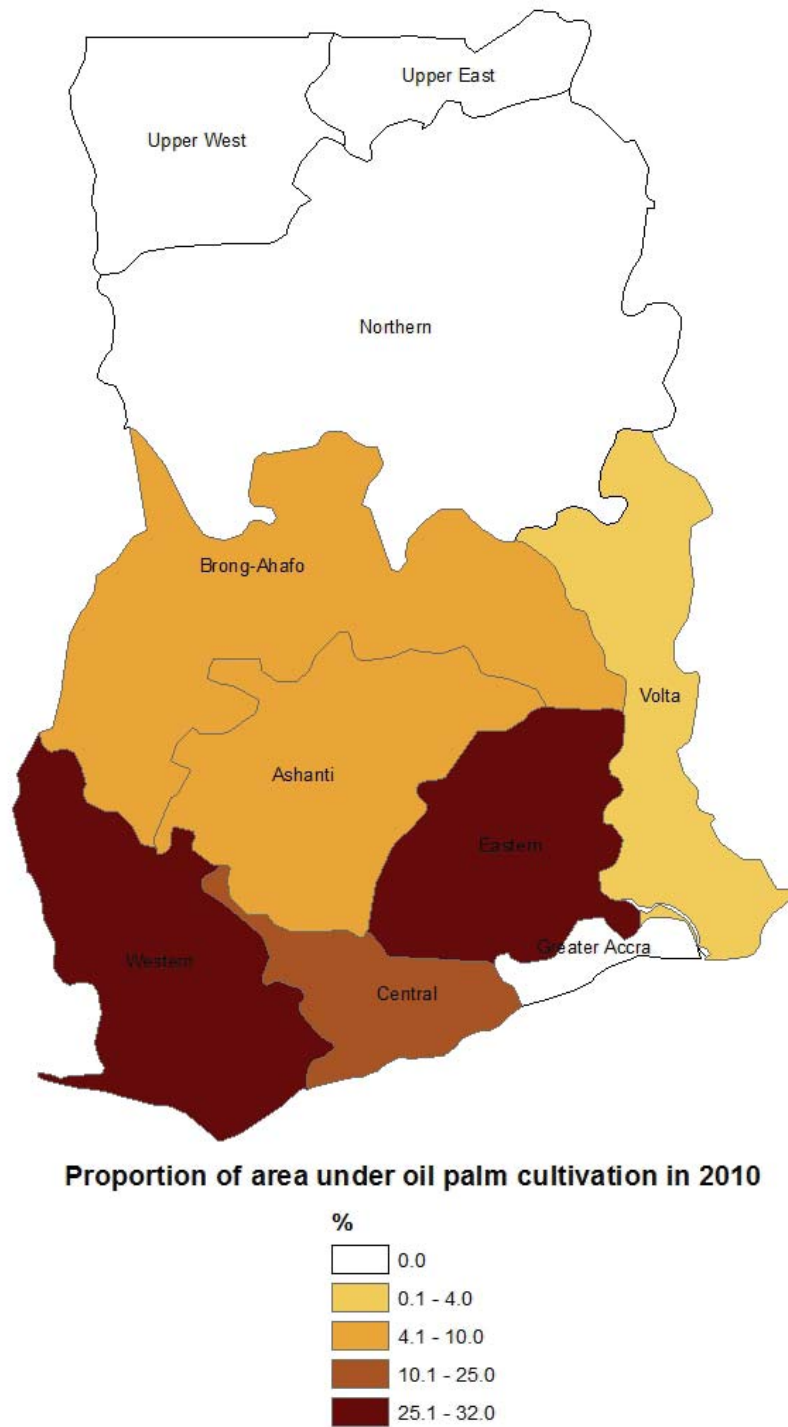 Upper East
Upper West
Northern
Brong-Ahafo
Volta
Ashanti
Eastern
Greater Accra
Western
Central
Proportion of area under oil palm cultivation in 2010
%
0.0
0.1 - 4.0
4.1 - 10.0
10.1 - 25.0
25.1 - 32.0